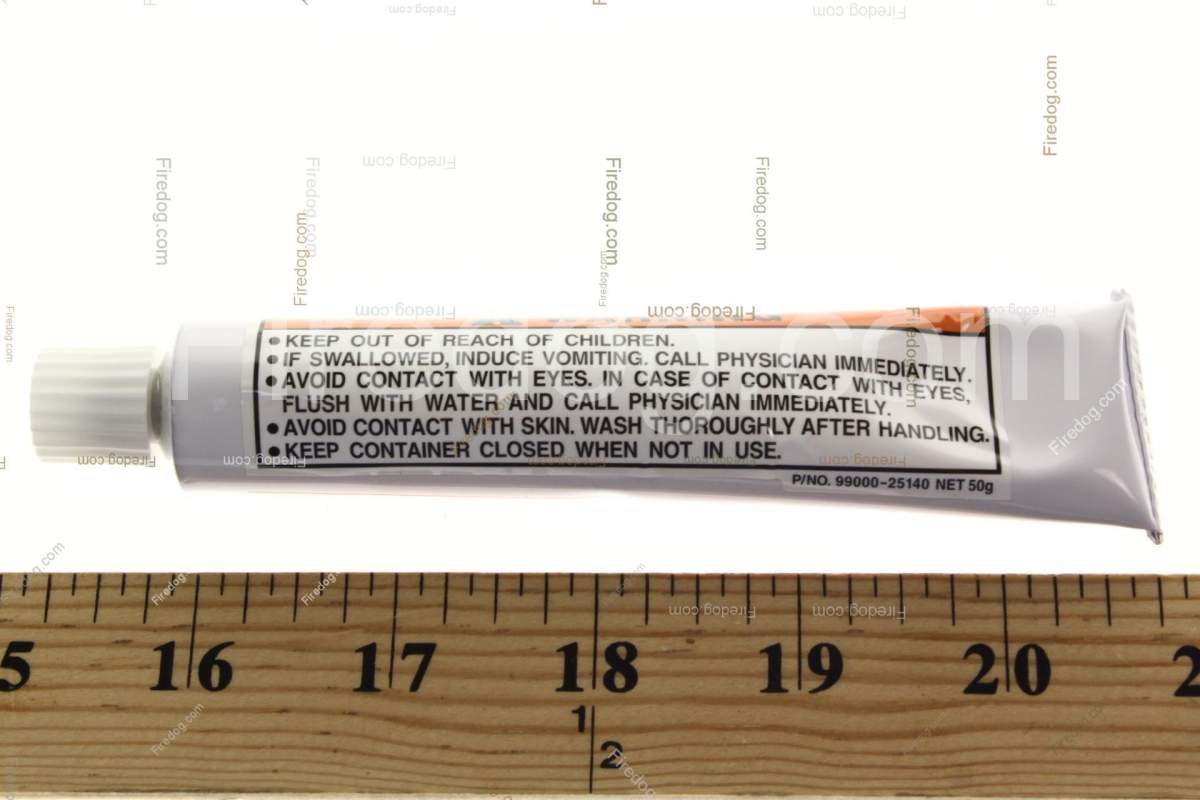 • KEEP OUT OF REACH OF CHILDREN.
• IF SWALLOWED, INDUCE VOMITING. CALL PHYSICIAN IMMEDIATELY.
• AVOID CONTACT WITH EYES. IN CASE OF CONTACT WITH EYES,
FLUSH WITH WATER AND CALL PHYSICIAN IMMEDIATELY.
• AVOID CONTACT WITH SKIN. WASH THOROUGHLY AFTER HANDLING.
• KEEP CONTAINER CLOSED WHEN NOT IN USE.
P/NO. 99000-25140 NET 50g
5 16 17 18 19 20 2
1
2
Firedog.com